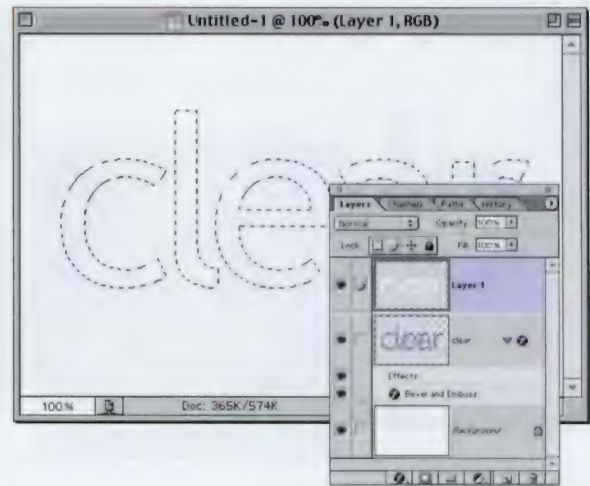 Untitled-1 @ 100% (Layer 1, RGB)
clear
Layers Channels Paths History
Normal Opacity: 100%
Lock: Fill: 100%
Layer 1
clear clear
Effects
Bevel and Emboss
Background
100% Doc: 365K/574K